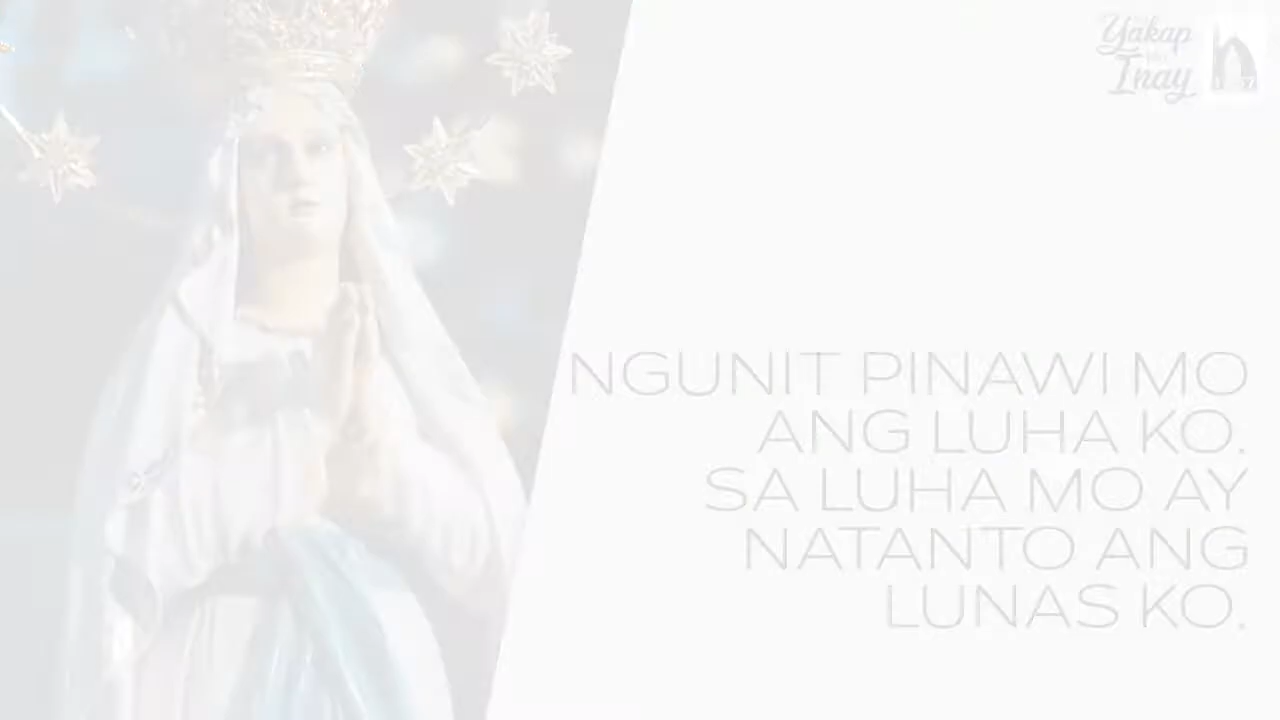 Yakap
Inay
NGUNIT PINAWI MO
ANG LUHA KO.
SA LUHA MO AY
NATANTO ANG
LUNAS KO.